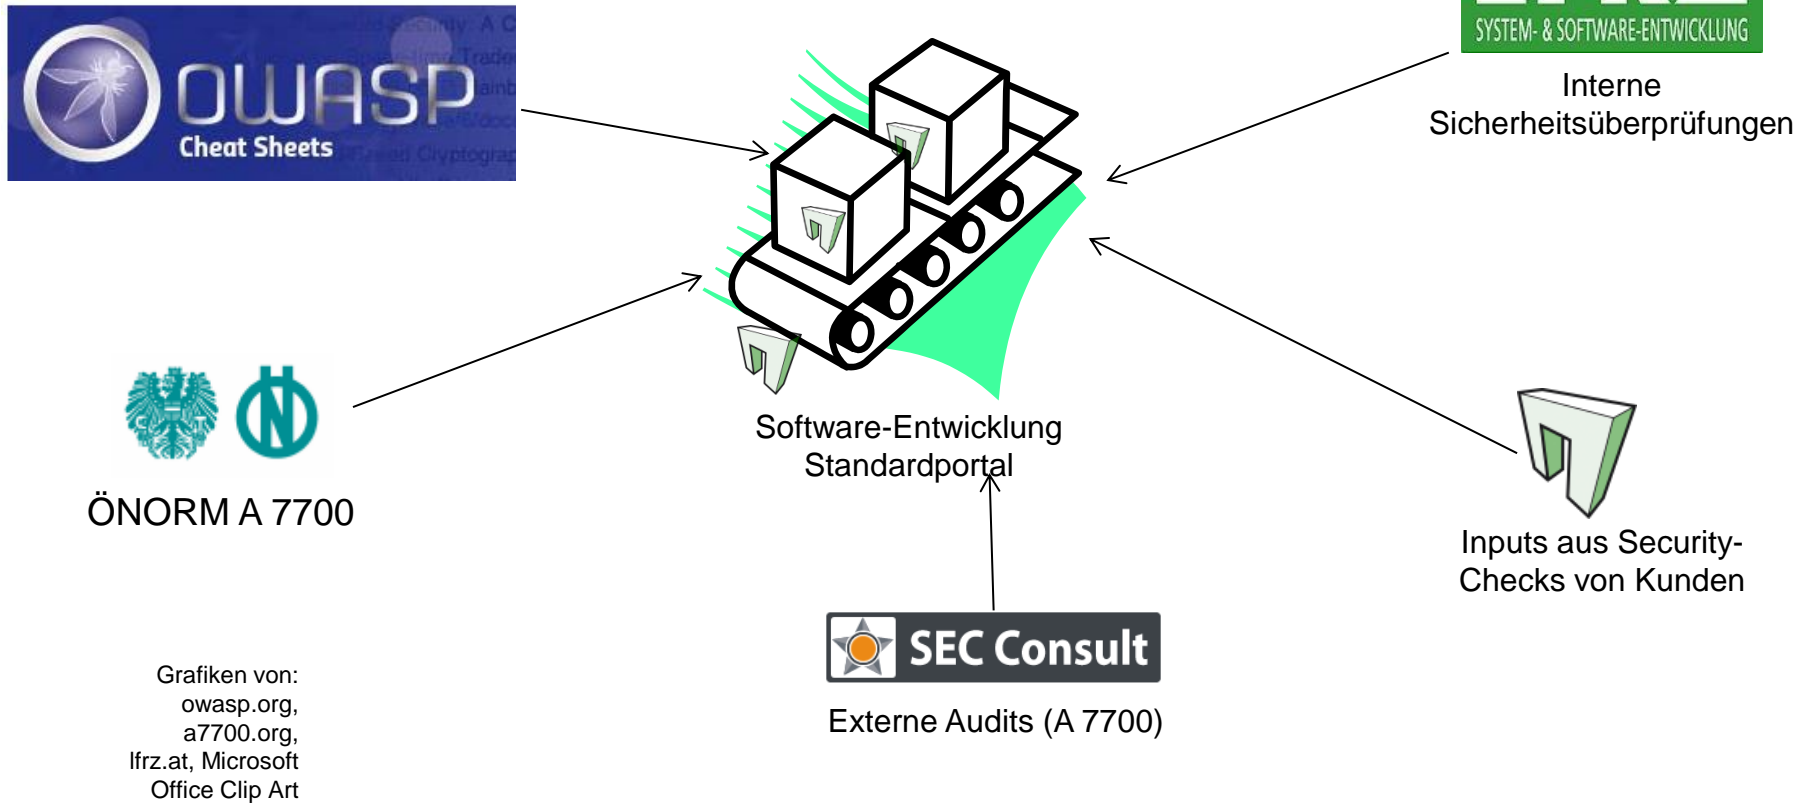 OWASP
Cheat Sheets
SYSTEM- & SOFTWARE-ENTWICKLUNG
Interne
Sicherheitsüberprüfungen
Software-Entwicklung
Standardportal
ÖNORM A 7700
Inputs aus Security-
Checks von Kunden
SEC Consult
Externe Audits (A 7700)
Grafiken von:
owasp.org,
a7700.org,
lfrz.at, Microsoft
Office Clip Art